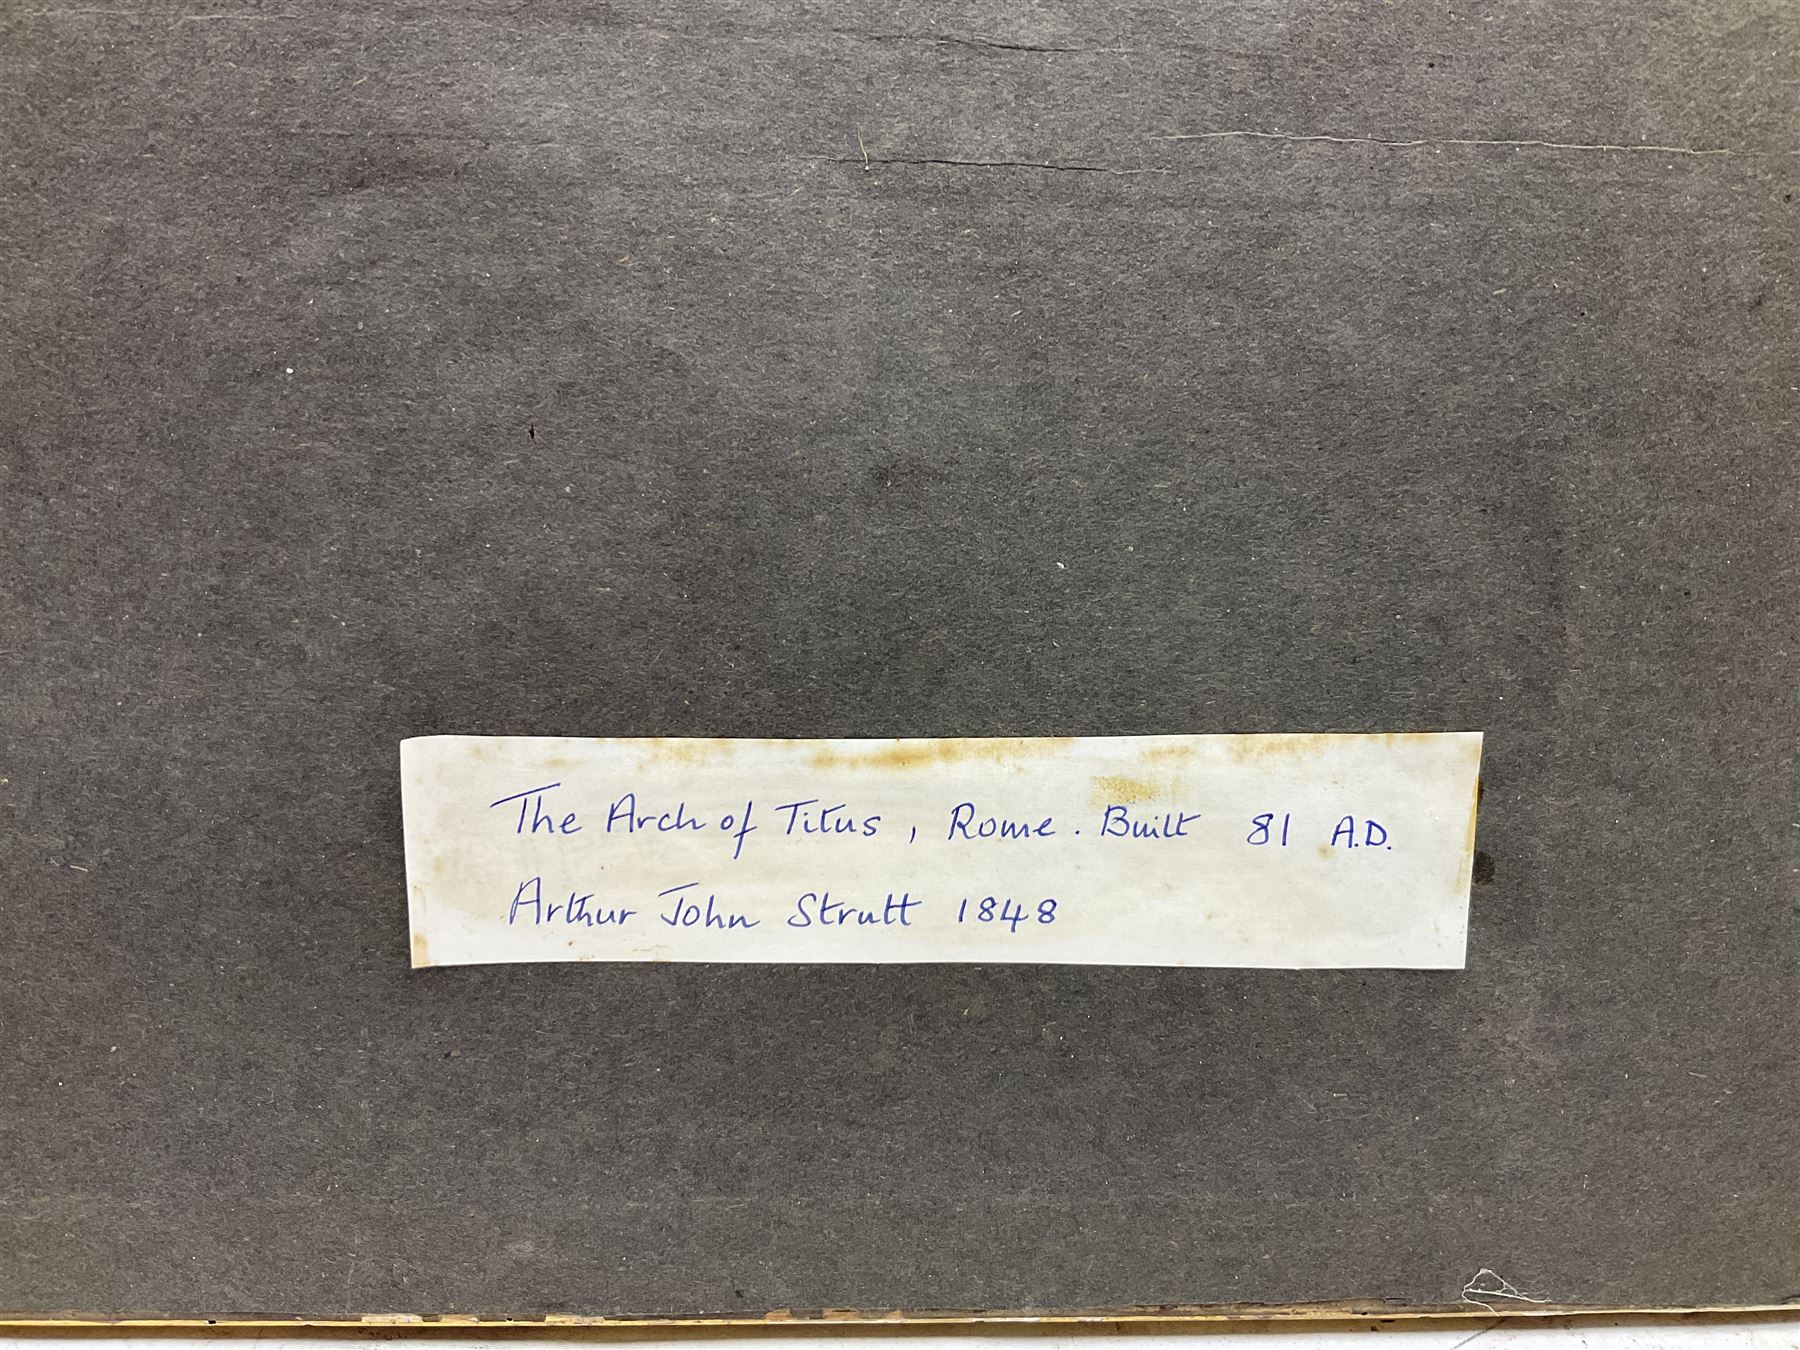 The Arch of Titus, Rome. Built 81 A.D.
Arthur John Strutt 1848